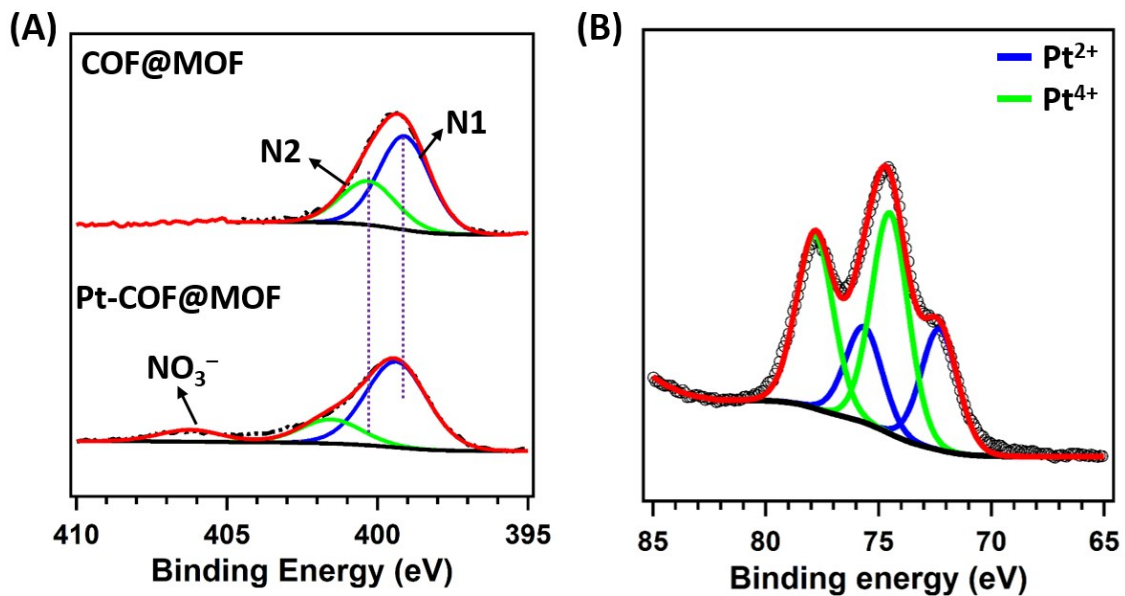 (A)
COF@MOF
N1
N2
Pt-COF@MOF
NO₃⁻
410 405 400 395
Binding Energy (eV)
(B)
Pt²⁺
Pt⁴⁺
85 80 75 70 65
Binding energy (eV)